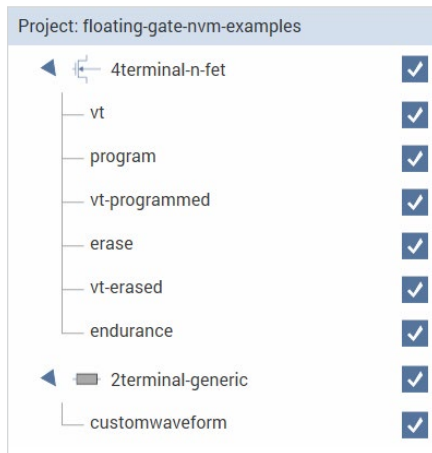 Project: floating-gate-nvm-examples
4terminal-n-fet
vt
program
vt-programmed
erase
vt-erased
endurance
2terminal-generic
customwaveform